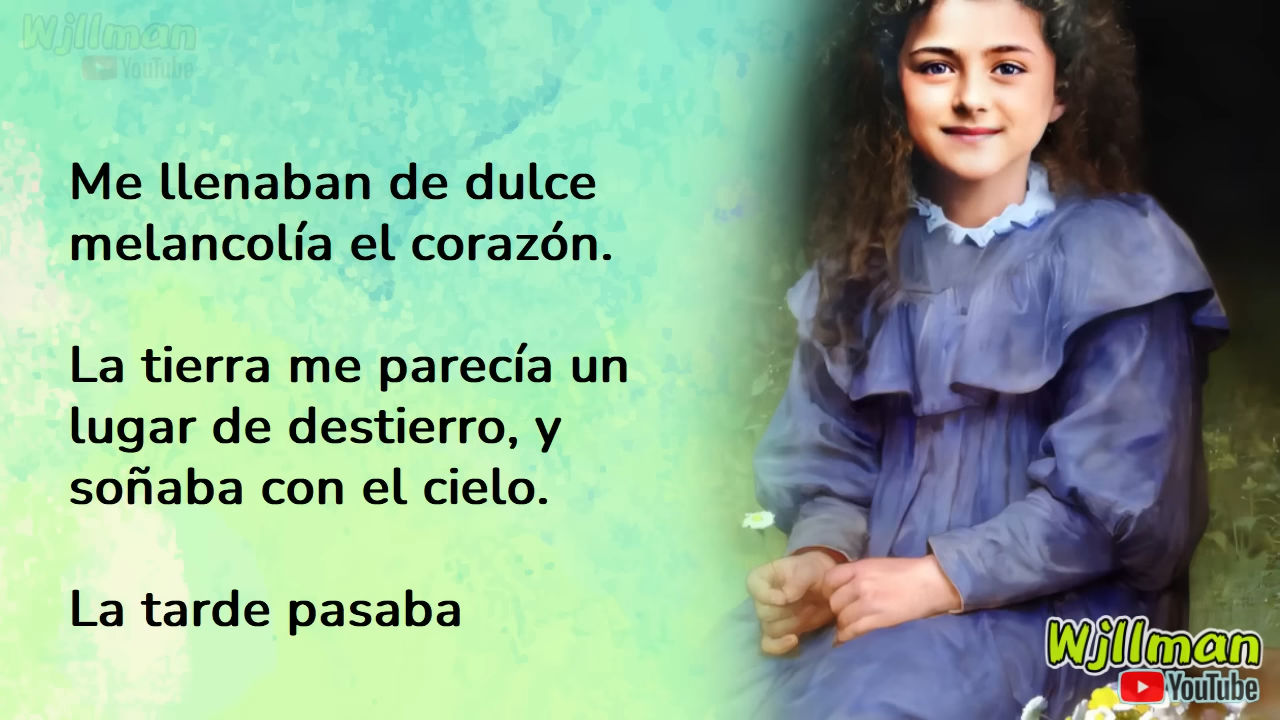 Wjllman
YouTube
Me llenaban de dulce
melancolía el corazón.
La tierra me parecía un
lugar de destierro, y
soñaba con el cielo.
La tarde pasaba
Wjllman
YouTube